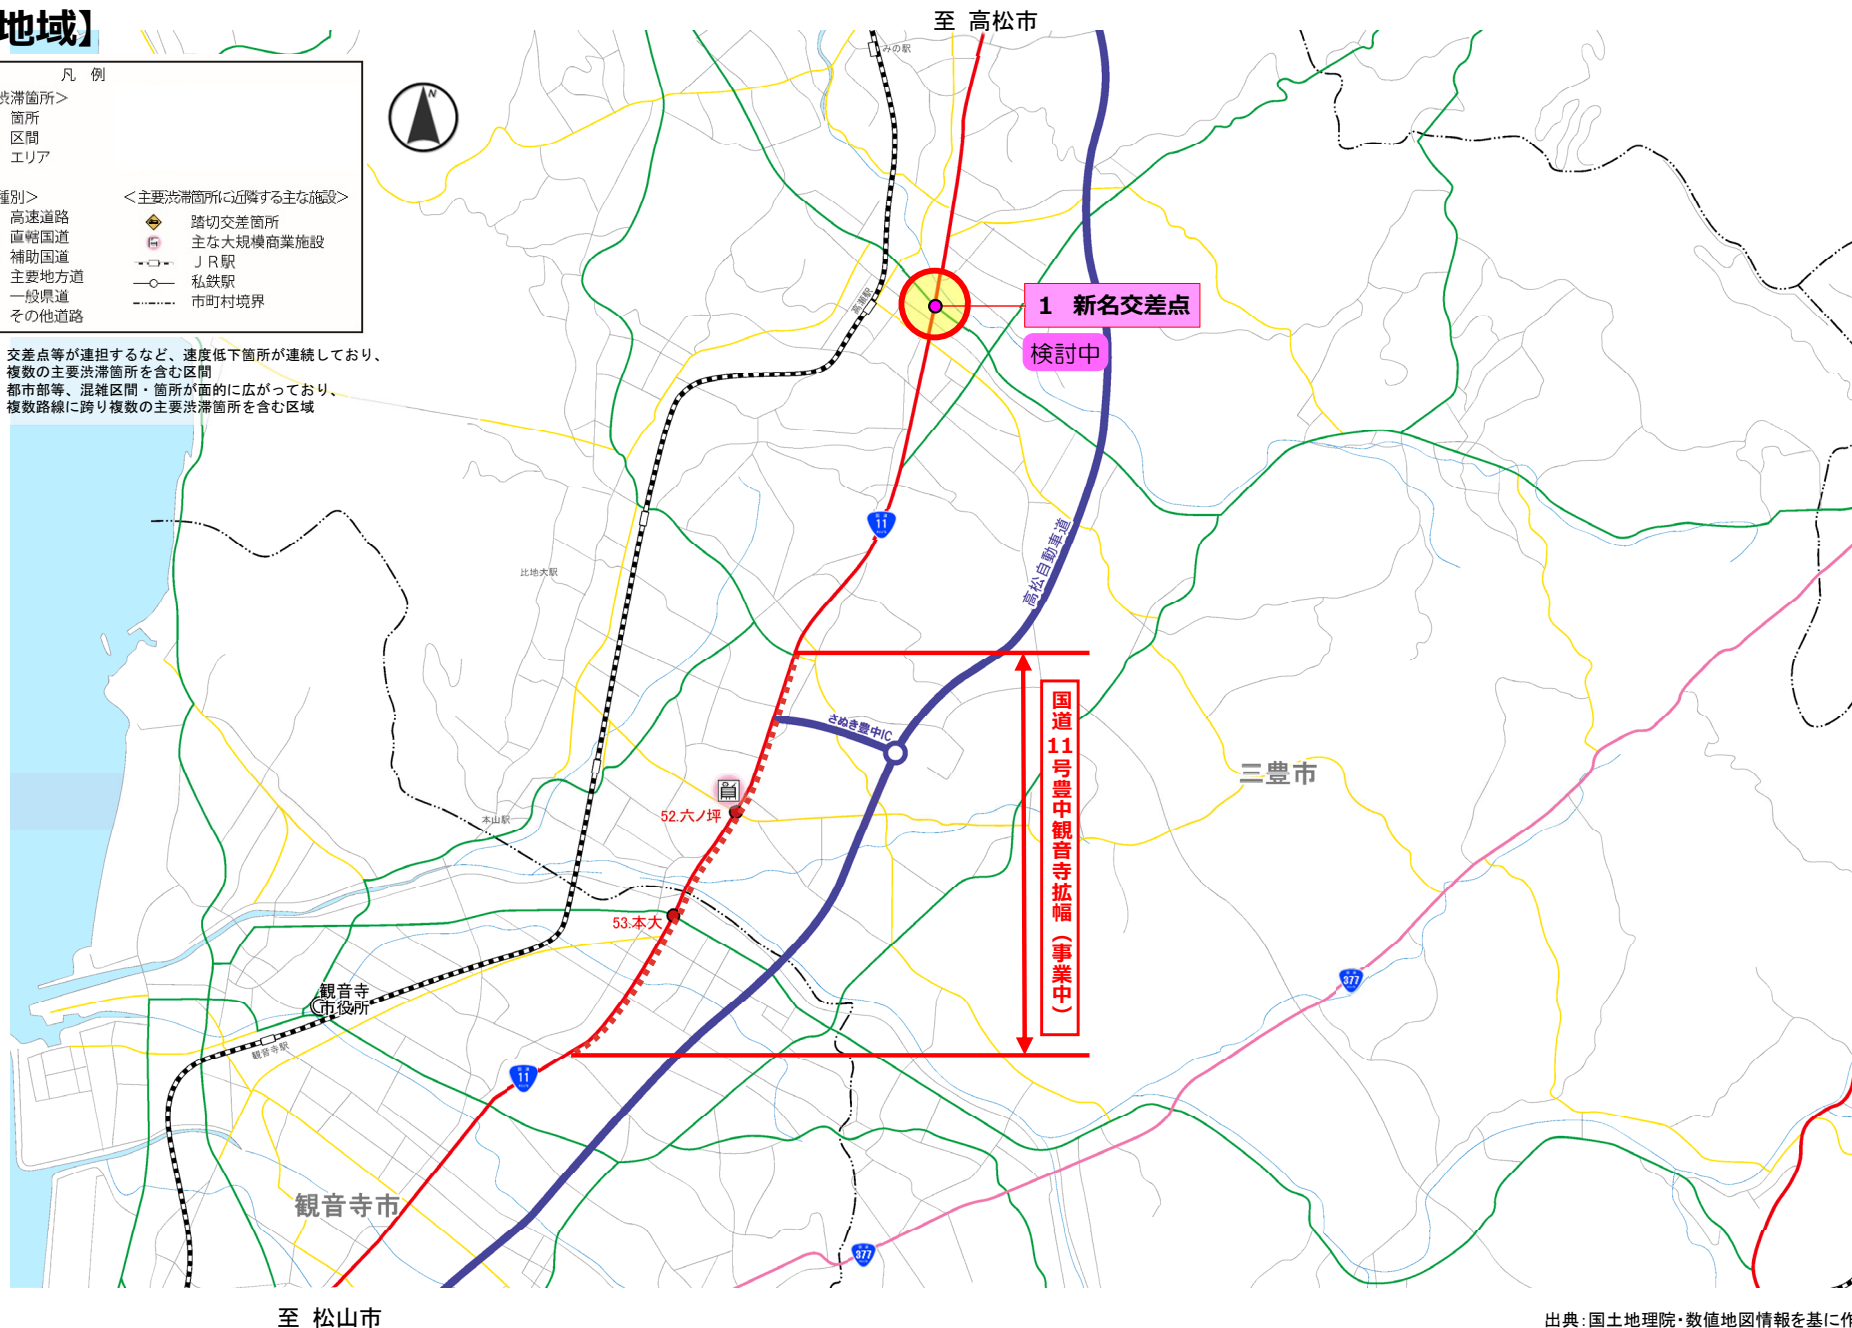 地域】
至 高松市
凡 例
渋滞箇所＞
箇所
区間
エリア
種別＞
高速道路
直轄国道
補助国道
主要地方道
一般県道
その他道路
＜主要渋滞箇所に近隣する主な施設＞
踏切交差箇所
主な大規模商業施設
ＪＲ駅
私鉄駅
市町村境界
交差点等が連担するなど、速度低下箇所が連続しており、
複数の主要渋滞箇所を含む区間
都市部等、混雑区間・箇所が面的に広がっており、
複数路線に跨り複数の主要渋滞箇所を含む区域
N
みの駅
高瀬駅
1 新名交差点
検討中
11
高松自動車道
比地大駅
さぬき豊中IC
国道11号豊中観音寺拡幅（事業中）
三豊市
52.六ノ坪
本山駅
53.本大
377
観音寺
市役所
観音寺駅
11
観音寺市
377
至 松山市
出典：国土地理院・数値地図情報を基に作